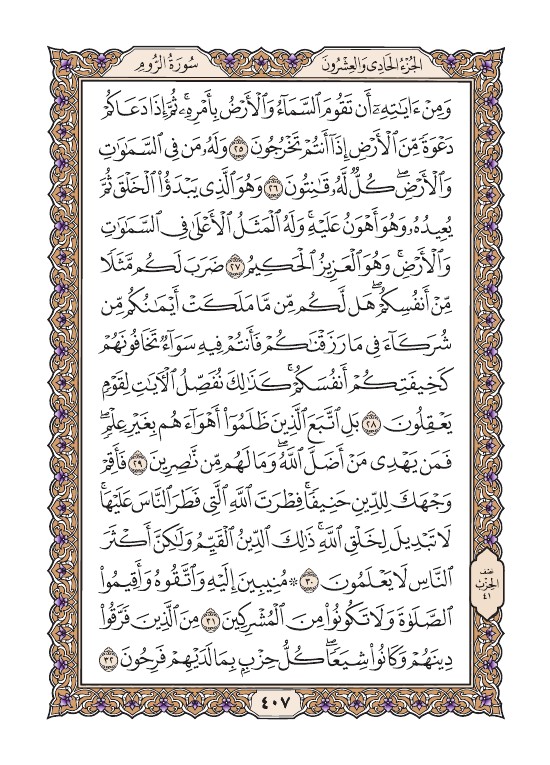 الجُزْءُ الحَادِي وَالعِشْرُونَ
سُورَةُ الرُّومِ
وَمِنْ ءَايَٰتِهِۦٓ أَن تَقُومَ ٱلسَّمَآءُ وَٱلْأَرْضُ بِأَمْرِهِۦ ۚ ثُمَّ إِذَا دَعَاكُمْ
دَعْوَةً مِّنَ ٱلْأَرْضِ إِذَآ أَنتُمْ تَخْرُجُونَ ٢٥ وَلَهُۥ مَن فِى ٱلسَّمَٰوَٰتِ
وَٱلْأَرْضِ ۖ كُلٌّ لَّهُۥ قَٰنِتُونَ ٢٦ وَهُوَ ٱلَّذِى يَبْدَؤُا۟ ٱلْخَلْقَ ثُمَّ
يُعِيدُهُۥ وَهُوَ أَهْوَنُ عَلَيْهِ ۚ وَلَهُ ٱلْمَثَلُ ٱلْأَعْلَىٰ فِى ٱلسَّمَٰوَٰتِ
وَٱلْأَرْضِ ۚ وَهُوَ ٱلْعَزِيزُ ٱلْحَكِيمُ ٢٧ ضَرَبَ لَكُم مَّثَلًا
مِّنْ أَنفُسِكُمْ ۖ هَل لَّكُم مِّن مَّا مَلَكَتْ أَيْمَٰنُكُم مِّن
شُرَكَآءَ فِى مَا رَزَقْنَٰكُمْ فَأَنتُمْ فِيهِ سَوَآءٌ تَخَافُونَهُمْ
كَخِيفَتِكُمْ أَنفُسَكُمْ ۚ كَذَٰلِكَ نُفَصِّلُ ٱلْءَايَٰتِ لِقَوْمٍ
يَعْقِلُونَ ٢٨ بَلِ ٱتَّبَعَ ٱلَّذِينَ ظَلَمُوٓا۟ أَهْوَآءَهُم بِغَيْرِ عِلْمٍ ۖ
فَمَن يَهْدِى مَنْ أَضَلَّ ٱللَّهُ ۖ وَمَا لَهُم مِّن نَّٰصِرِينَ ٢٩ فَأَقِمْ
وَجْهَكَ لِلدِّينِ حَنِيفًا ۚ فِطْرَتَ ٱللَّهِ ٱلَّتِى فَطَرَ ٱلنَّاسَ عَلَيْهَا ۚ
لَا تَبْدِيلَ لِخَلْقِ ٱللَّهِ ۚ ذَٰلِكَ ٱلدِّينُ ٱلْقَيِّمُ وَلَٰكِنَّ أَكْثَرَ
ٱلنَّاسِ لَا يَعْلَمُونَ ٣٠ ۞ مُنِيبِينَ إِلَيْهِ وَٱتَّقُوهُ وَأَقِيمُوا۟
ٱلصَّلَوٰةَ وَلَا تَكُونُوا۟ مِنَ ٱلْمُشْرِكِينَ ٣١ مِنَ ٱلَّذِينَ فَرَّقُوا۟
دِينَهُمْ وَكَانُوا۟ شِيَعًا ۖ كُلُّ حِزْبٍۭ بِمَا لَدَيْهِمْ فَرِحُونَ ٣٢
نصف
الحزب
٤١
٤٠٧